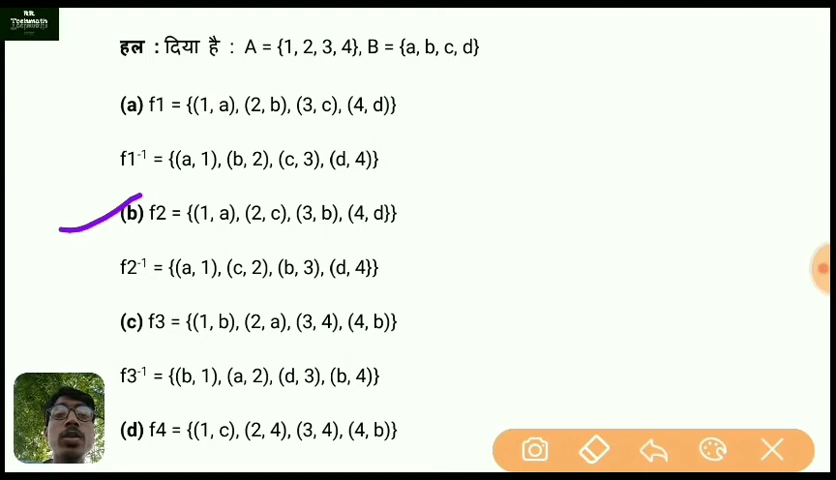 Techmath
हल : दिया है : A = {1, 2, 3, 4}, B = {a, b, c, d}
(a) f1 = {(1, a), (2, b), (3, c), (4, d)}
f1⁻¹ = {(a, 1), (b, 2), (c, 3), (d, 4)}
(b) f2 = {(1, a), (2, c), (3, b), (4, d}}
f2⁻¹ = {(a, 1), (c, 2), (b, 3), (d, 4}}
(c) f3 = {(1, b), (2, a), (3, 4), (4, b)}
f3⁻¹ = {(b, 1), (a, 2), (d, 3), (b, 4)}
(d) f4 = {(1, c), (2, 4), (3, 4), (4, b)}